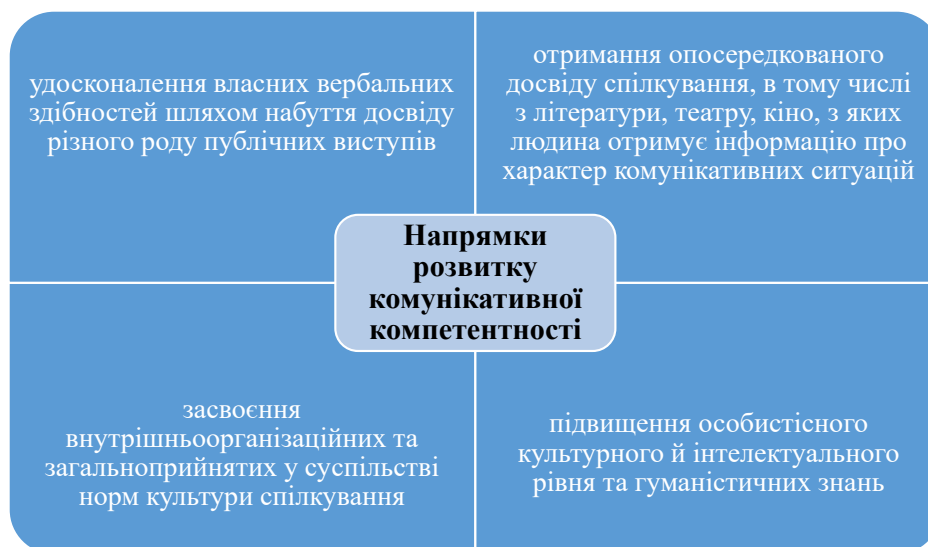 удосконалення власних вербальних
здібностей шляхом набуття досвіду
різного роду публічних виступів
отримання опосередкованого
досвіду спілкування, в тому числі
з літератури, театру, кіно, з яких
людина отримує інформацію про
характер комунікативних ситуацій
Напрямки
розвитку
комунікативної
компетентності
засвоєння
внутрішньоорганізаційних та
загальноприйнятих у суспільстві
норм культури спілкування
підвищення особистісного
культурного й інтелектуального
рівня та гуманістичних знань